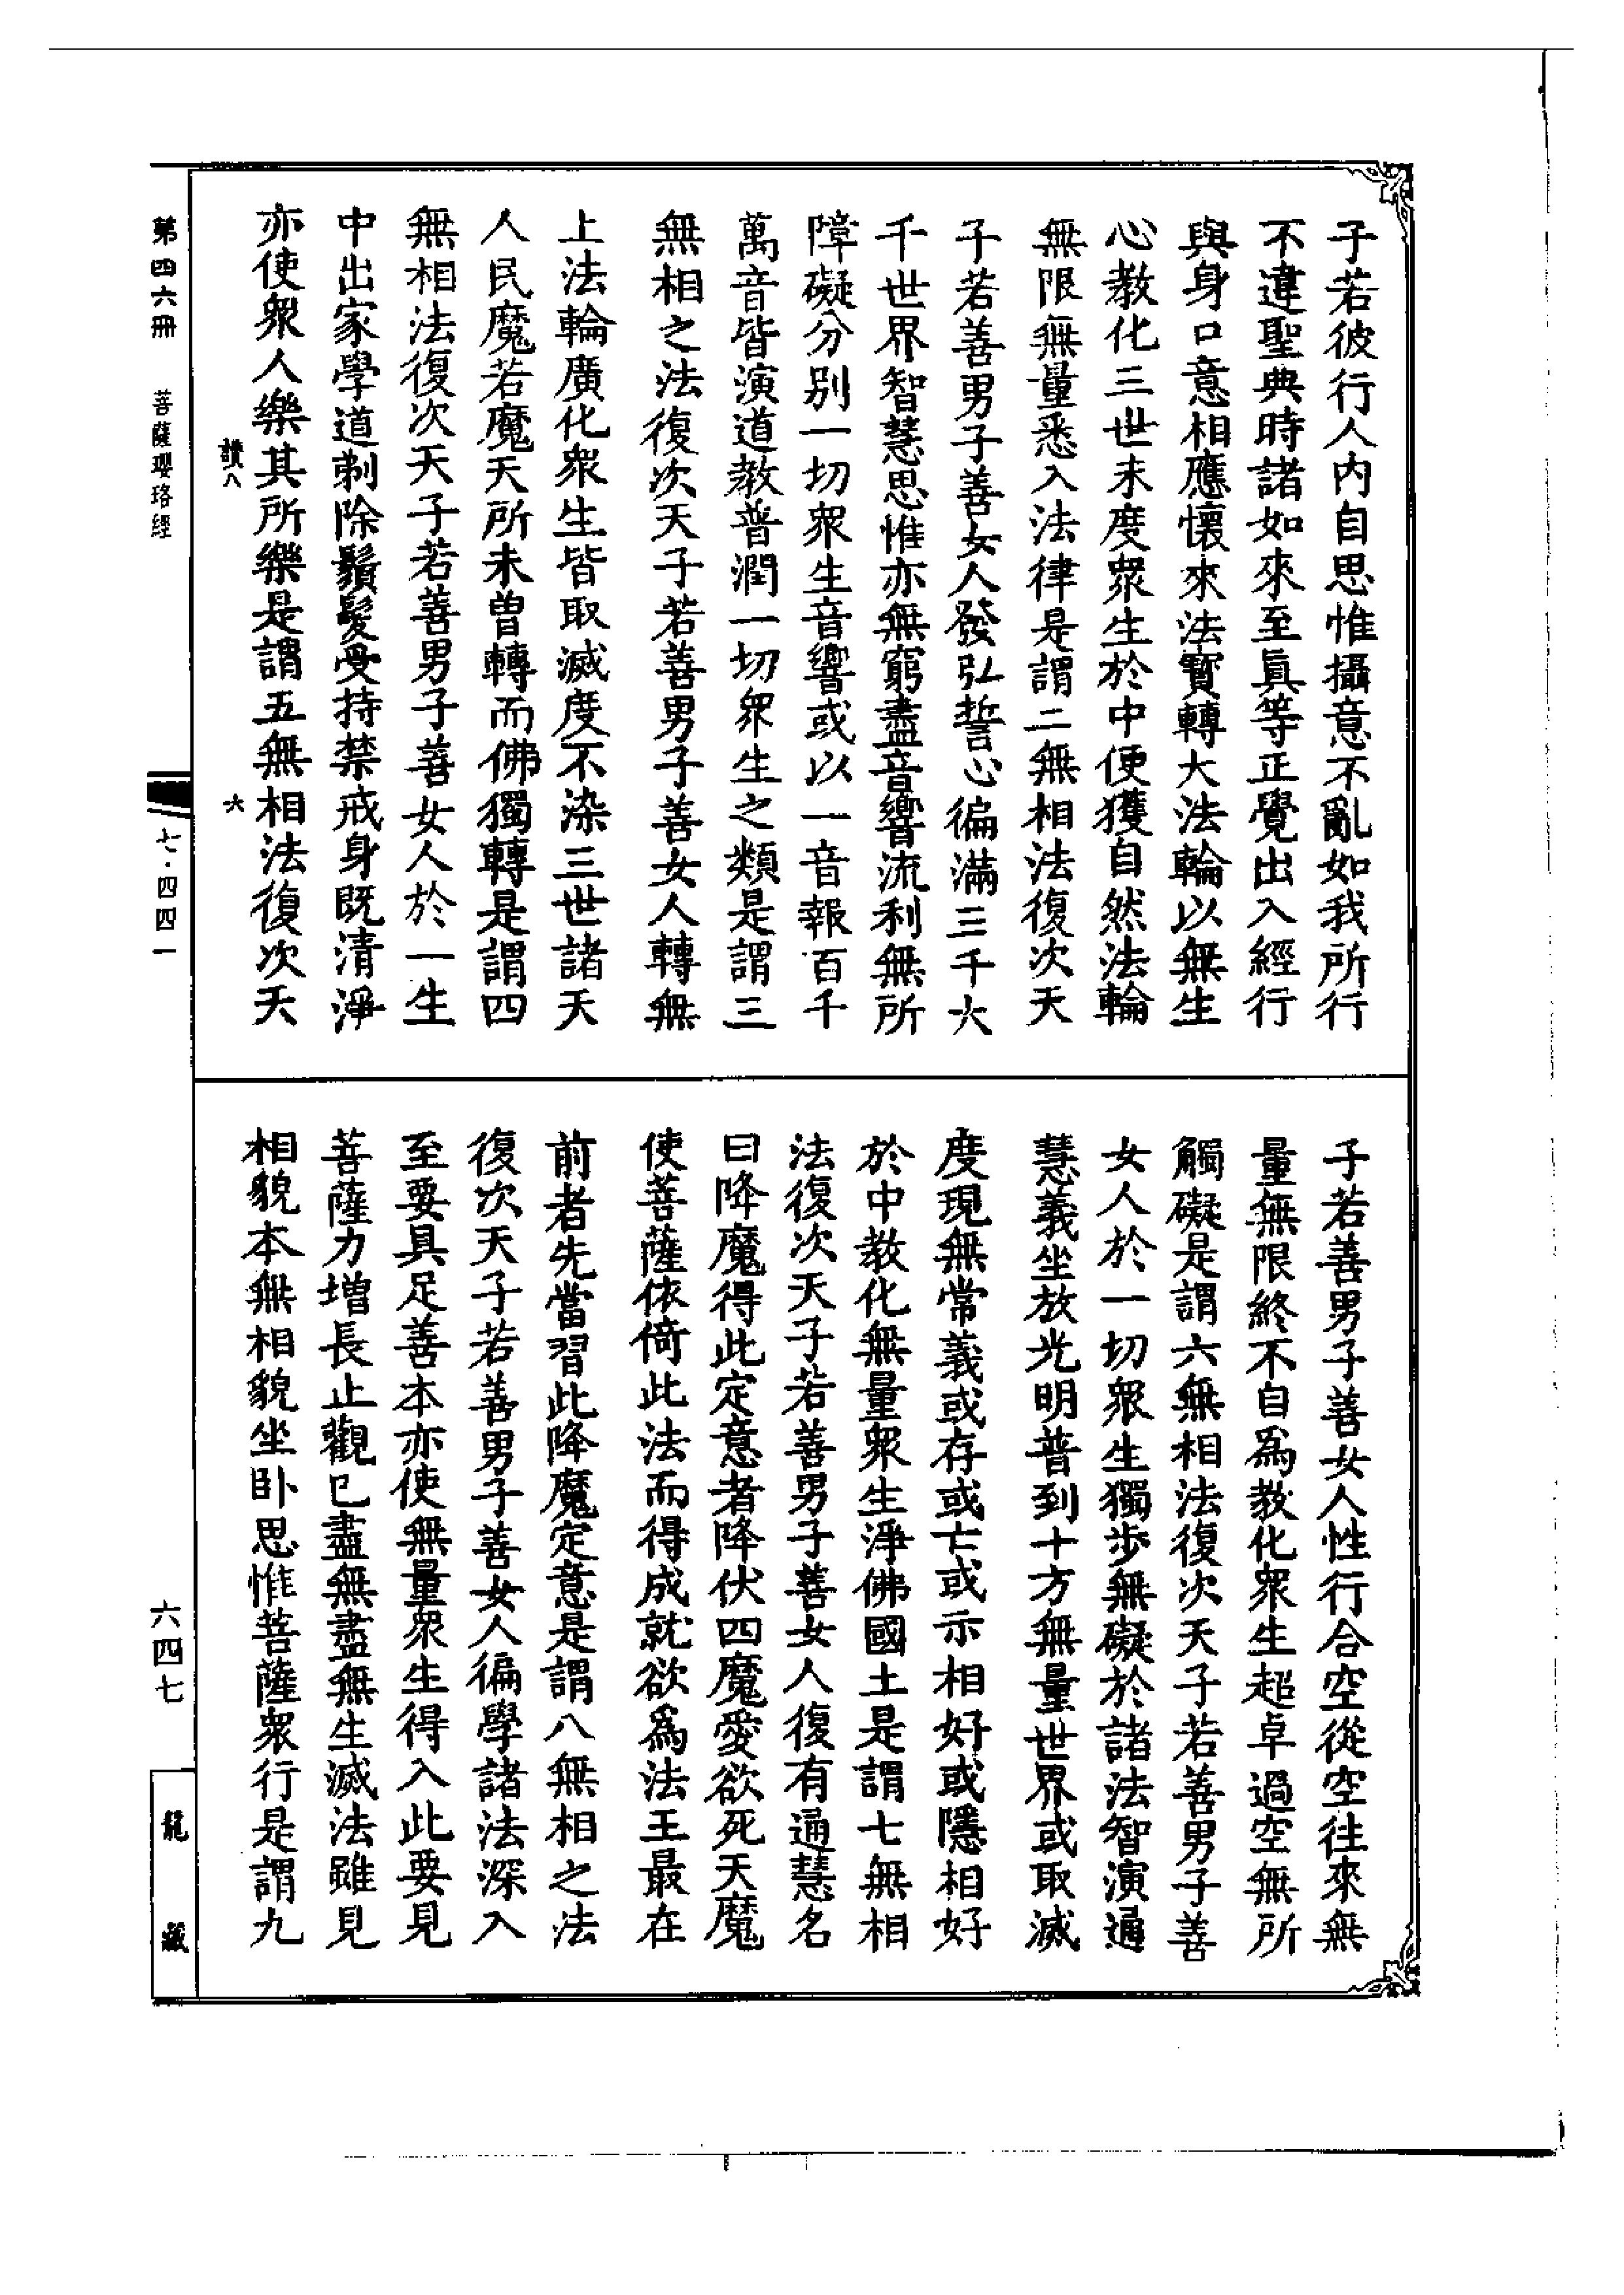 子若彼行人內自思惟攝意不亂如我所行
不違聖典時諸如來至真等正覺出入經行
與身口意相應懷來法寶轉大法輪以無生
心教化三世未度眾生於中便獲自然法輪
無限無量悉入法律是謂二無相法復次天
子若善男子善女人發弘誓心徧滿三千大
千世界智慧思惟亦無窮盡音響流利無所
障礙分別一切眾生音響或以一音報百千
萬音皆演道教普潤一切眾生之類是謂三
無相之法復次天子若善男子善女人轉無
上法輪廣化眾生皆取滅度不染三世諸天
人民魔若魔天所未曾轉而佛獨轉是謂四
無相法復次天子若善男子善女人於一生
中出家學道剃除鬚髮受持禁戒身既清淨
亦使眾人樂其所樂是謂五無相法復次天
讚八
六
子若善男子善女人性行合空從空往來無
量無限終不自為教化眾生超卓過空無所
觸礙是謂六無相法復次天子若善男子善
女人於一切眾生獨步無礙於諸法智演通
慧義坐放光明普到十方無量世界或取滅
度現無常義或存或亡或示相好或隱相好
於中教化無量眾生淨佛國土是謂七無相
法復次天子若善男子善女人復有通慧名
曰降魔得此定意者降伏四魔愛欲死天魔
使菩薩依倚此法而得成就欲為法王最在
前者先當習此降魔定意是謂八無相之法
復次天子若善男子善女人徧學諸法深入
至要具足善本亦使無量眾生得入此要見
菩薩力增長止觀已盡無盡無生滅法雖見
相貌本無相貌坐臥思惟菩薩眾行是謂九
第四六冊 菩薩瓔珞經
七·四四一
六四七
龍藏